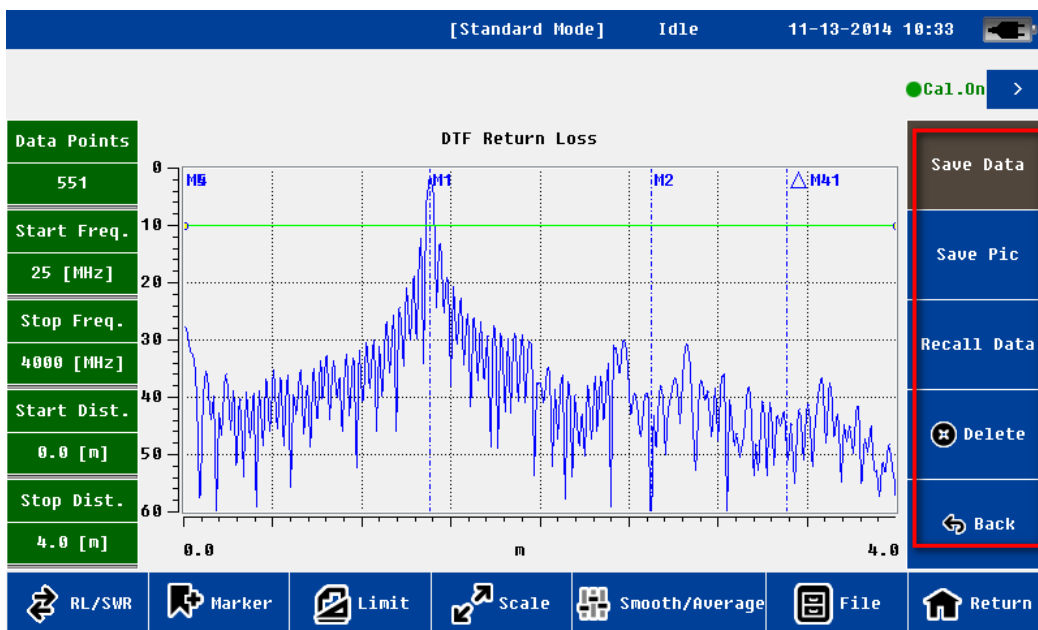 [Standard Mode] Idle 11-13-2014 10:33
Cal.On >
Data Points
551
Start Freq.
25 [MHz]
Stop Freq.
4000 [MHz]
Start Dist.
0.0 [m]
Stop Dist.
4.0 [m]
DTF Return Loss
0
10
20
30
40
50
60
M1
M2
M41
0.0 m 4.0
Save Data
Save Pic
Recall Data
Delete
Back
RL/SWR Marker Limit Scale Smooth/Average File Return